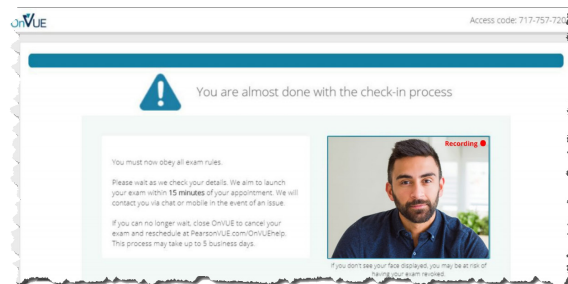 OnVUE
Access code: 717-757-720
You are almost done with the check-in process
Recording
You must now obey all exam rules.
Please wait as we check your details. We aim to launch
your exam within 15 minutes of your appointment. We will
contact you via chat or mobile in the event of an issue.
If you can no longer wait, close OnVUE to cancel your
exam and reschedule at PearsonVUE.com/OnVUEhelp.
This process may take up to 5 business days.
If you don't see your face displayed, you may be at risk of
having your exam revoked.